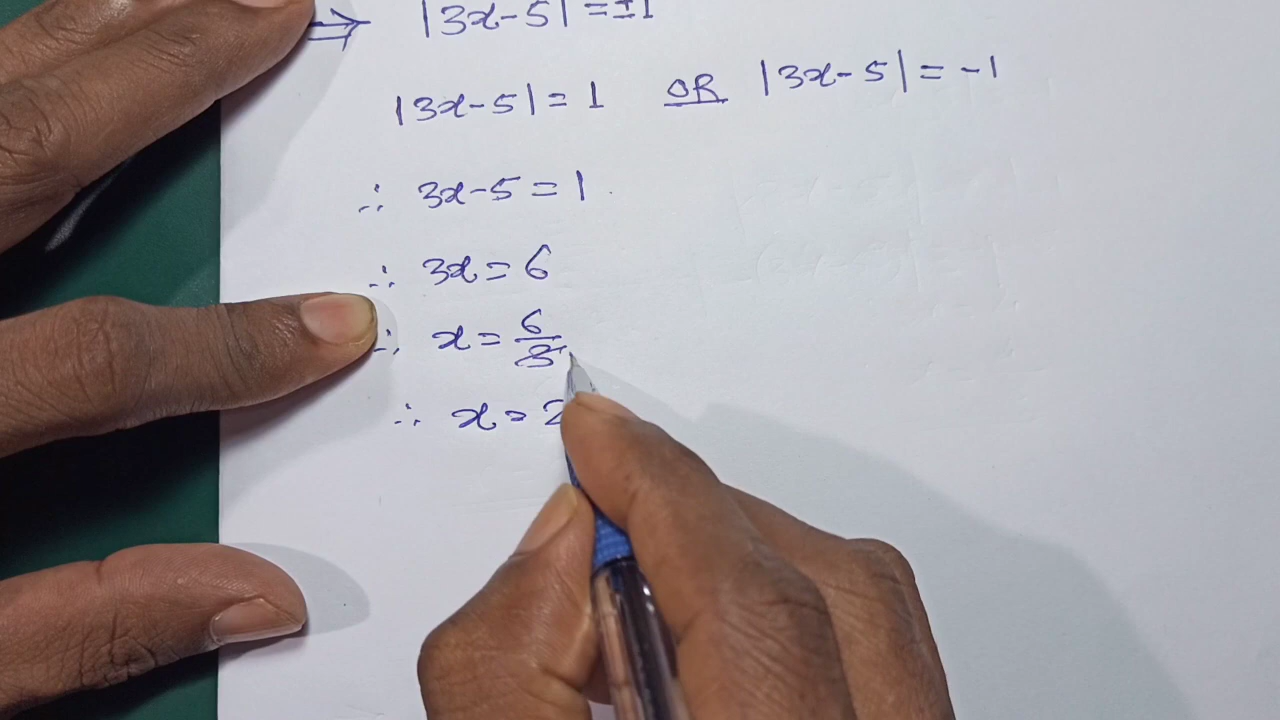 ⇒ |3x-5| = ±1
|3x-5| = 1 OR |3x-5| = -1
∴ 3x-5 = 1
∴ 3x = 6
∴ x = 6/3
∴ x = 2